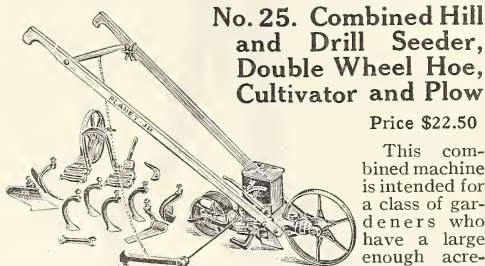 No. 25. Combined Hill
and Drill Seeder,
Double Wheel Hoe,
Cultivator and Plow
Price $22.50
This com-
bined machine
is intended for
a class of gar-
deners who
have a large
enough acre-
PLANET JR